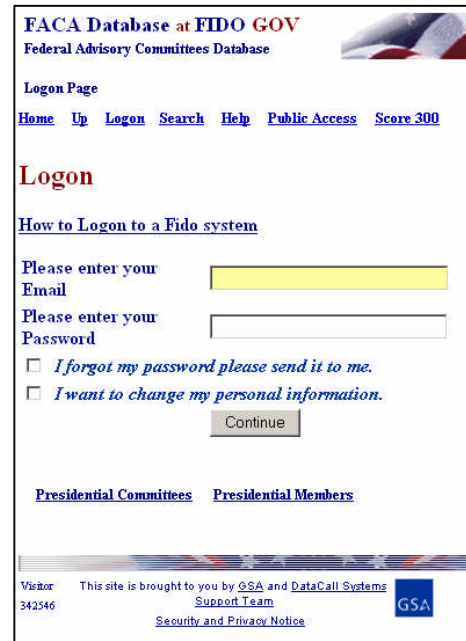 FACA Database at FIDO GOV
Federal Advisory Committees Database
Logon Page
Home Up Logon Search Help Public Access Score 300
Logon
How to Logon to a Fido system
Please enter your
Email
Please enter your
Password
I forgot my password please send it to me.
I want to change my personal information.
Continue
Presidential Committees Presidential Members
Visitor
342546
This site is brought to you by GSA and DataCall Systems
Support Team
Security and Privacy Notice
GSA